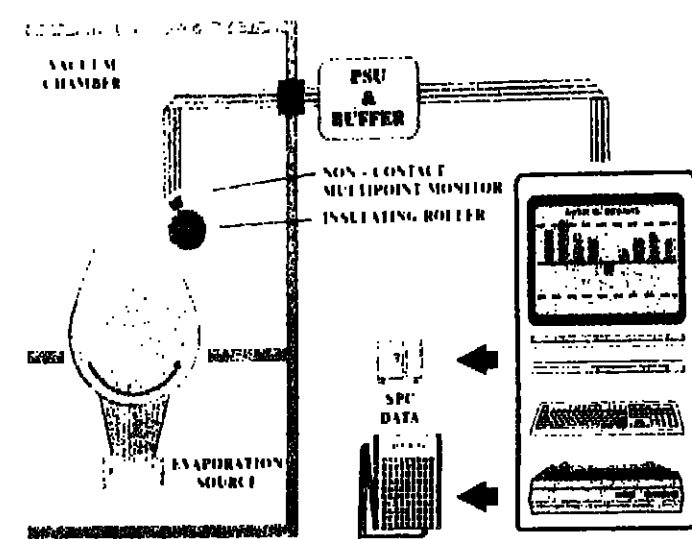 VACUUM
CHAMBER
PSU
&
BUFFER
NON - CONTACT
MULTIPOINT MONITOR
INSULATING ROLLER
SPC
DATA
EVAPORATION
SOURCE